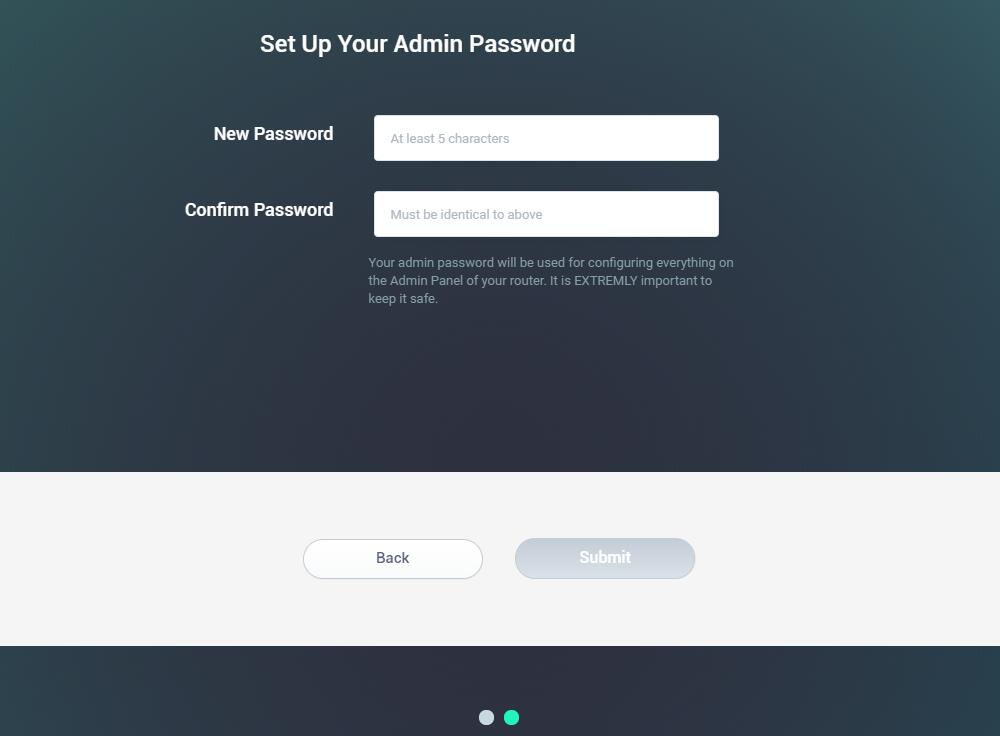 Set Up Your Admin Password
New Password
At least 5 characters
Confirm Password
Must be identical to above
Your admin password will be used for configuring everything on
the Admin Panel of your router. It is EXTREMLY important to
keep it safe.
Back
Submit